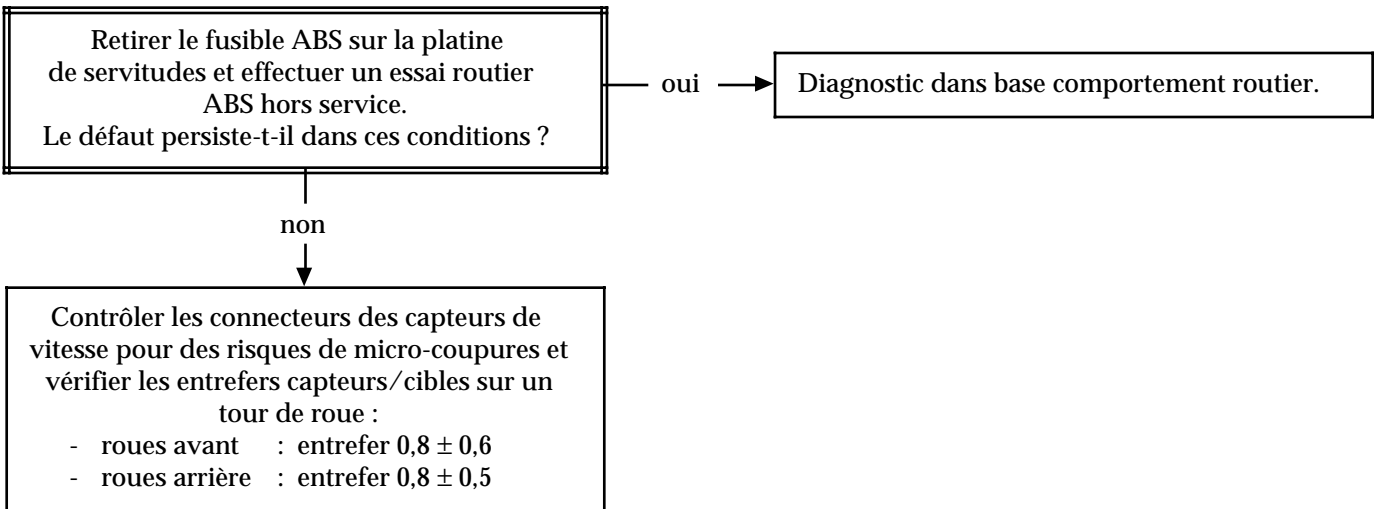 Retirer le fusible ABS sur la platine
de servitudes et effectuer un essai routier
ABS hors service.
Le défaut persiste-t-il dans ces conditions ?
oui
Diagnostic dans base comportement routier.
non
Contrôler les connecteurs des capteurs de
vitesse pour des risques de micro-coupures et
vérifier les entrefers capteurs/cibles sur un
tour de roue :
- roues avant : entrefer 0,8 ± 0,6
- roues arrière : entrefer 0,8 ± 0,5